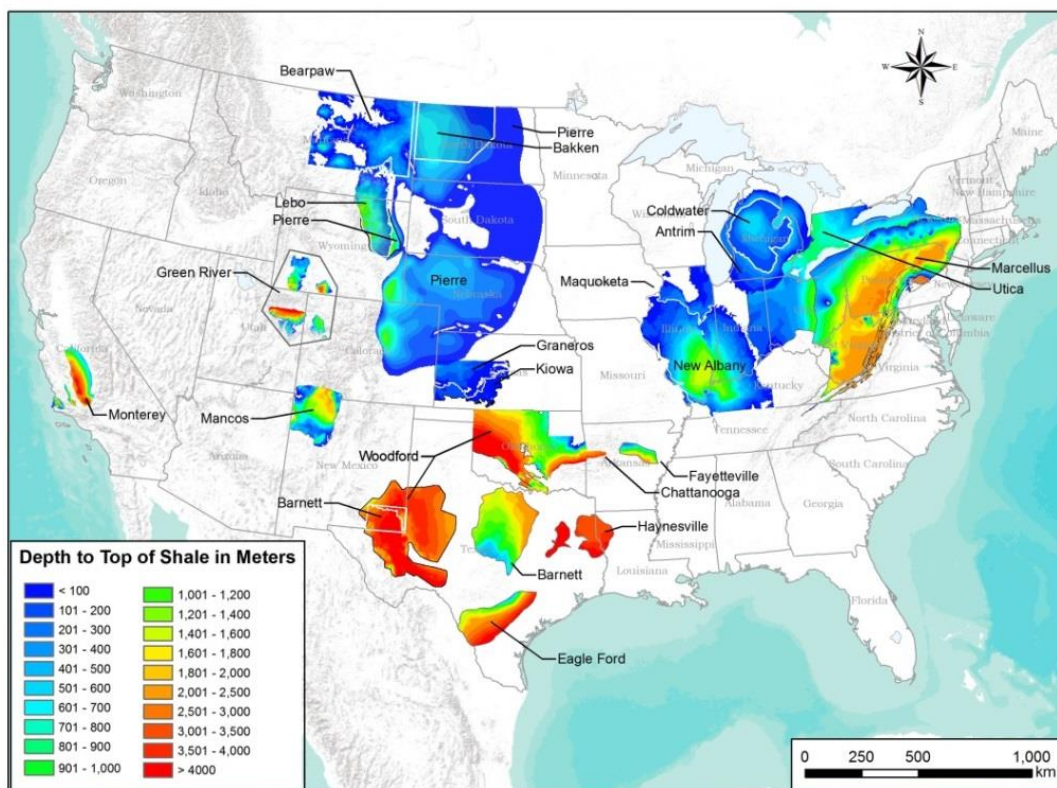 N
W E
S
Washington
Oregon
Idaho
Nevada
California
Utah
Arizona
Montana
Wyoming
Colorado
New Mexico
North Dakota
South Dakota
Nebraska
Minnesota
Michigan
Michigan
Illinois
Indiana
Missouri
Kentucky
Tennessee
Arkansas
Mississippi
Alabama
Georgia
Florida
Louisiana
South Carolina
North Carolina
Virginia
West Virginia
Maine
Vermont
New Hampshire
Massachusetts
Connecticut
Bearpaw
Pierre
Bakken
Lebo
Pierre
Green River
Pierre
Coldwater
Antrim
Maquoketa
Marcellus
Utica
Graneros
Kiowa
New Albany
Monterey
Mancos
Woodford
Fayetteville
Chattanooga
Barnett
Haynesville
Barnett
Eagle Ford
Depth to Top of Shale in Meters
< 100
101 - 200
201 - 300
301 - 400
401 - 500
501 - 600
601 - 700
701 - 800
801 - 900
901 - 1,000
1,001 - 1,200
1,201 - 1,400
1,401 - 1,600
1,601 - 1,800
1,801 - 2,000
2,001 - 2,500
2,501 - 3,000
3,001 - 3,500
3,501 - 4,000
> 4000
0 250 500 1,000
km